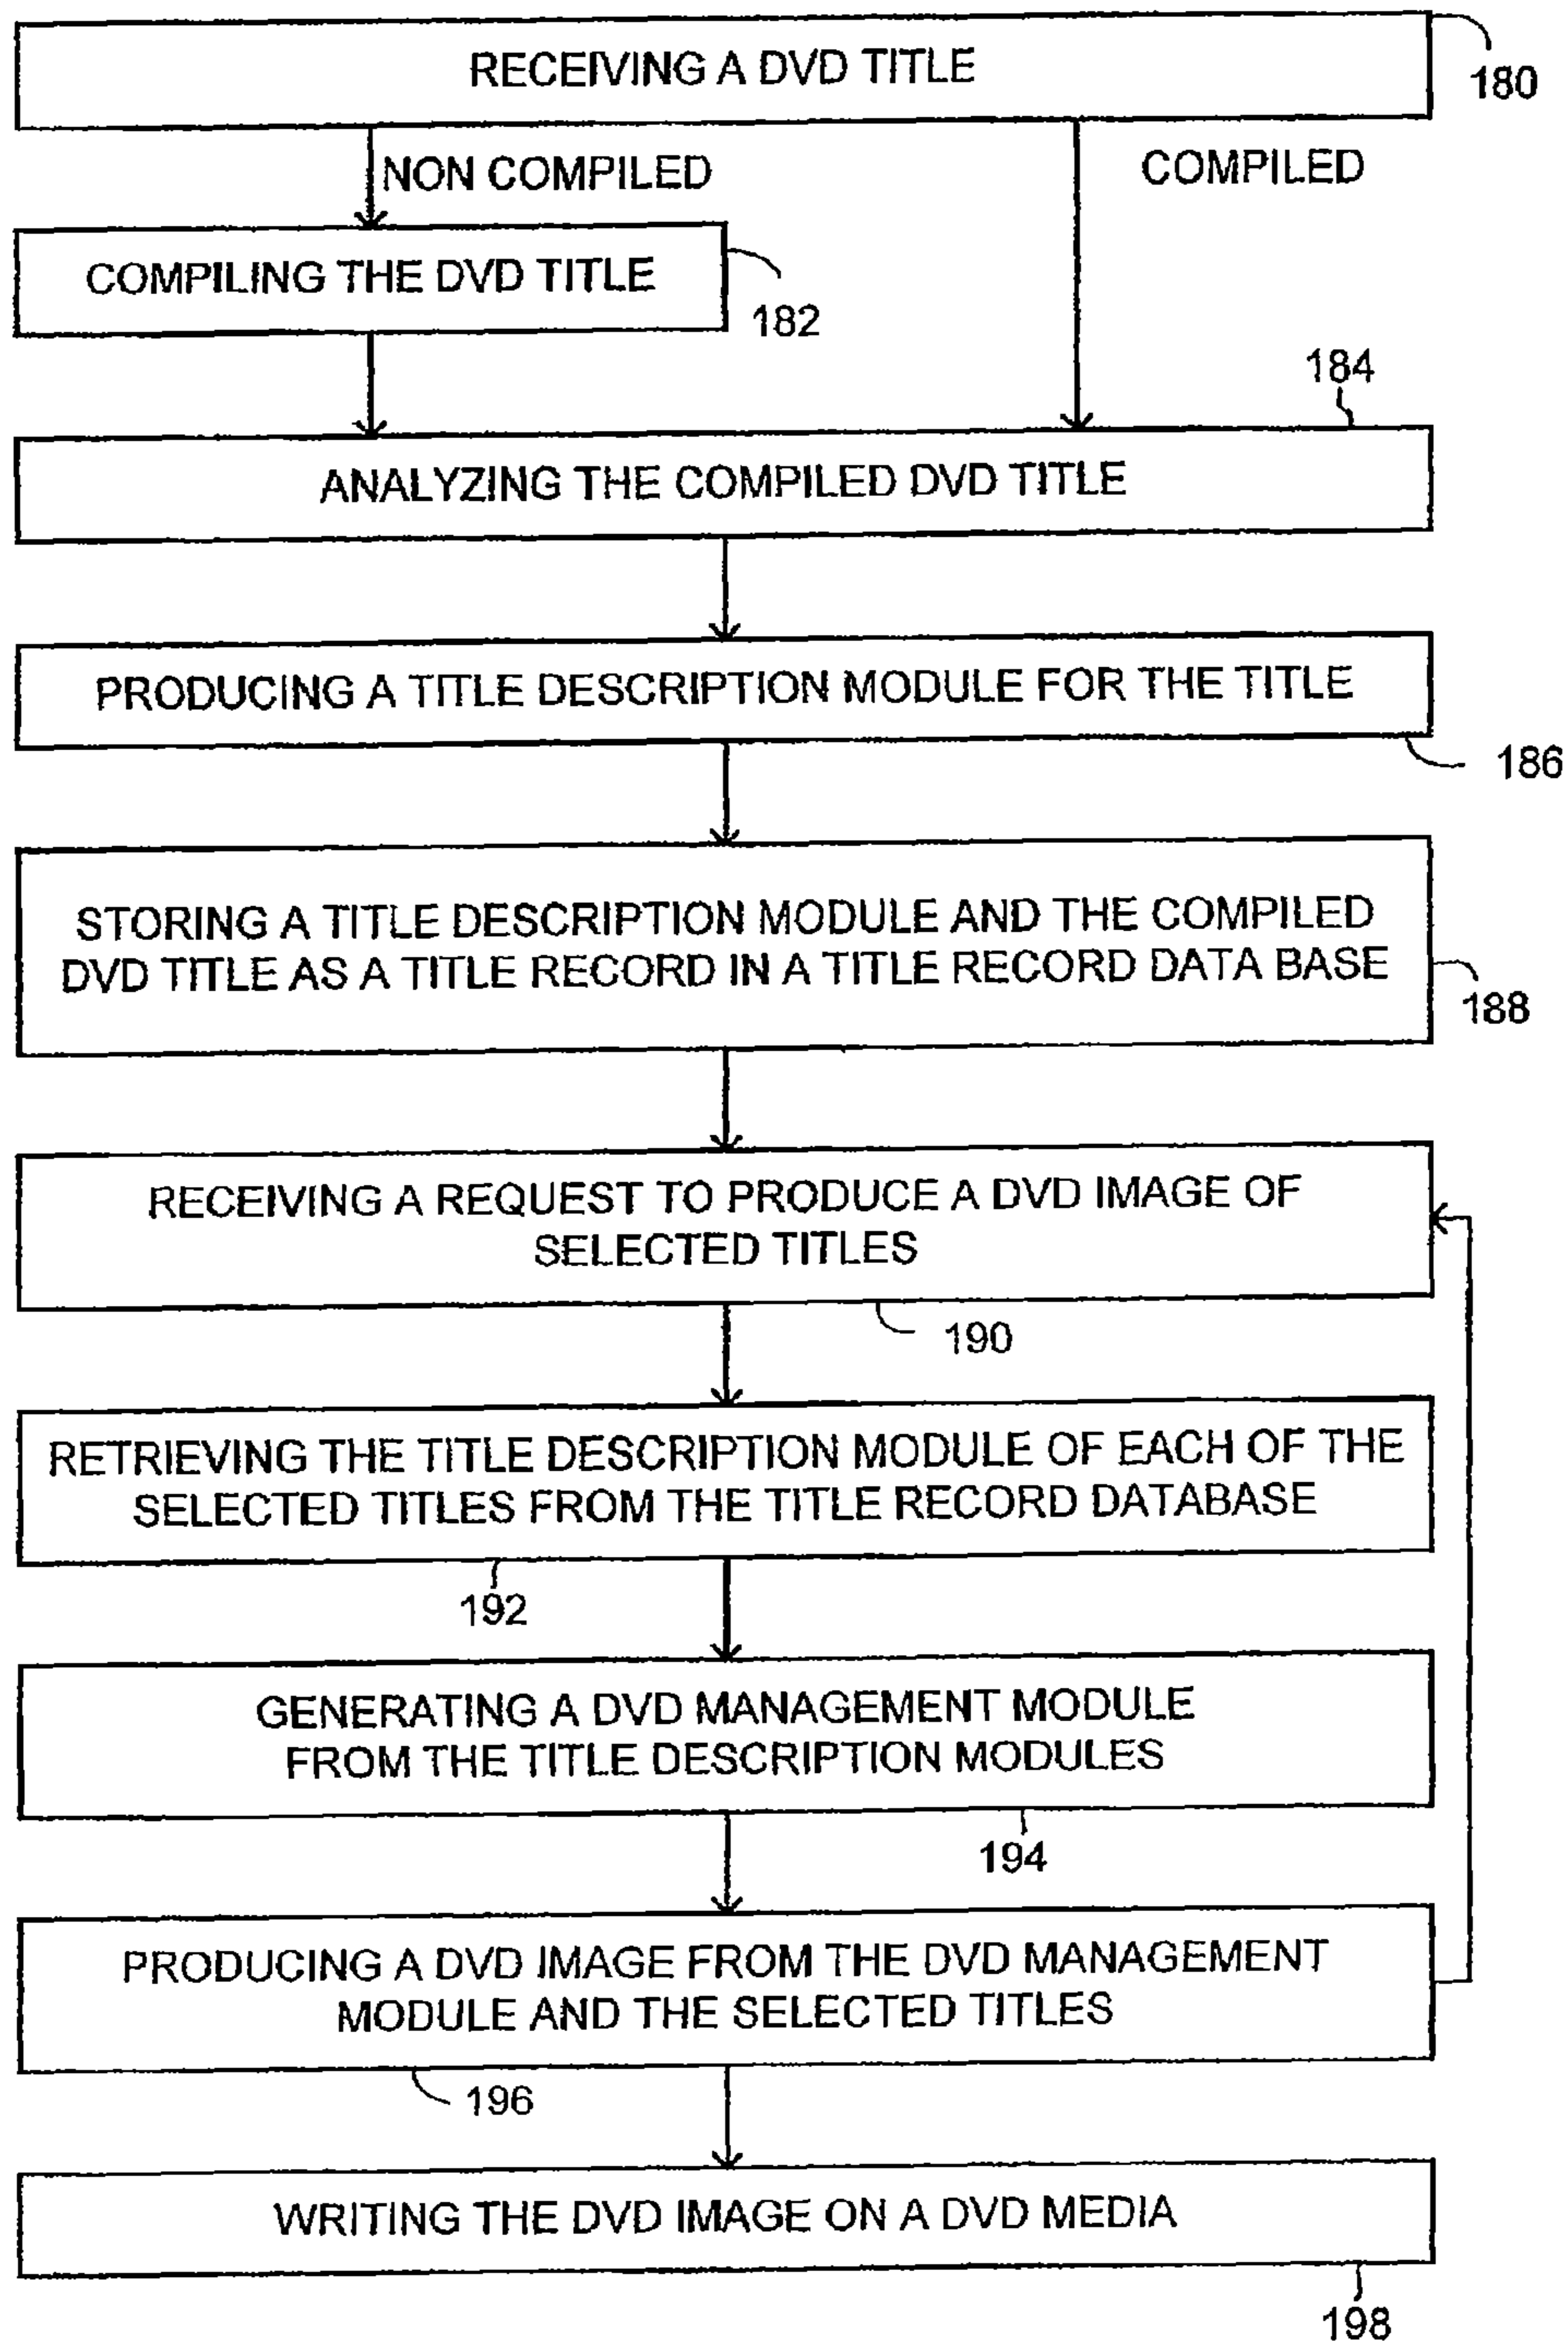 RECEIVING A DVD TITLE
180
NON COMPILED
COMPILED
COMPILING THE DVD TITLE
182
184
ANALYZING THE COMPILED DVD TITLE
PRODUCING A TITLE DESCRIPTION MODULE FOR THE TITLE
186
STORING A TITLE DESCRIPTION MODULE AND THE COMPILED
DVD TITLE AS A TITLE RECORD IN A TITLE RECORD DATA BASE
188
RECEIVING A REQUEST TO PRODUCE A DVD IMAGE OF
SELECTED TITLES
190
RETRIEVING THE TITLE DESCRIPTION MODULE OF EACH OF THE
SELECTED TITLES FROM THE TITLE RECORD DATABASE
192
GENERATING A DVD MANAGEMENT MODULE
FROM THE TITLE DESCRIPTION MODULES
194
PRODUCING A DVD IMAGE FROM THE DVD MANAGEMENT
MODULE AND THE SELECTED TITLES
196
WRITING THE DVD IMAGE ON A DVD MEDIA
198